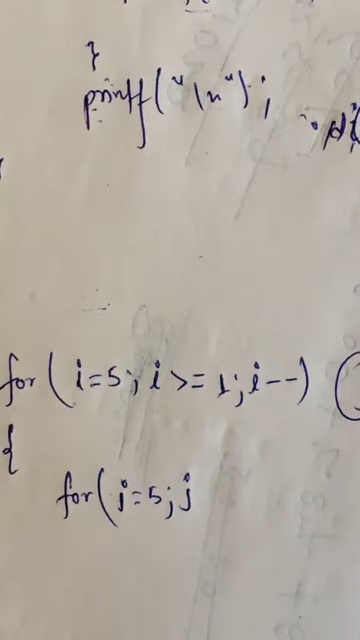 }
printf("\n");
for(i=5;i>=1;i--)
{
for(j=5;j